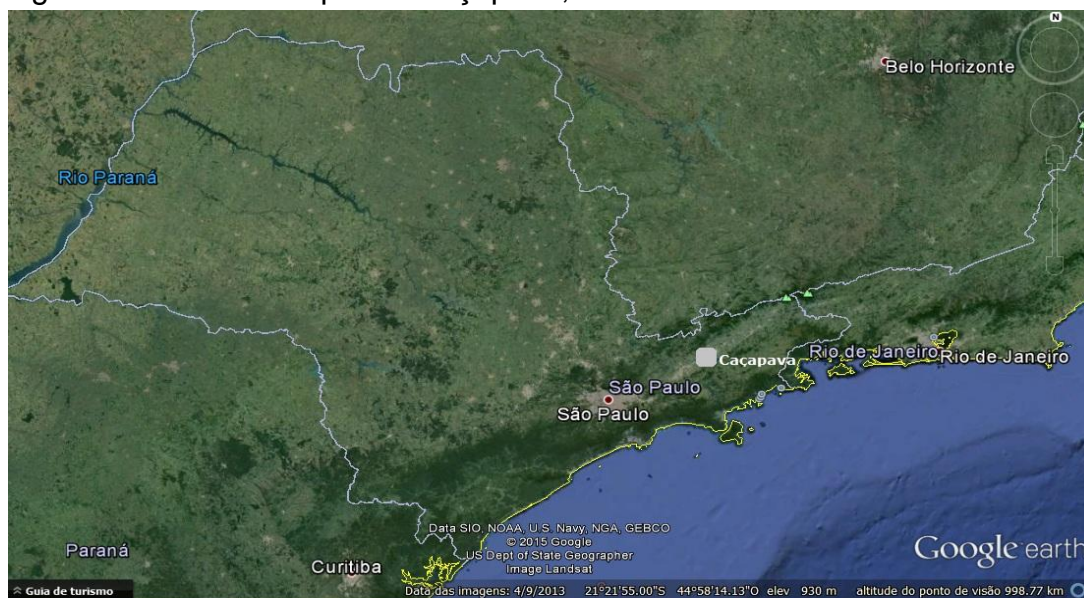 Belo Horizonte
N
Rio Paraná
Caçapava
Rio de Janeiro
Rio de Janeiro
São Paulo
São Paulo
Data SIO, NOAA, U.S. Navy, NGA, GEBCO
© 2015 Google
US Dept of State Geographer
Image Landsat
Paraná
Curitiba
Google earth
Guia de turismo
Data das imagens: 4/9/2013 21°21'55.00"S 44°58'14.13"O elev 930 m altitude do ponto de visão 998.77 km